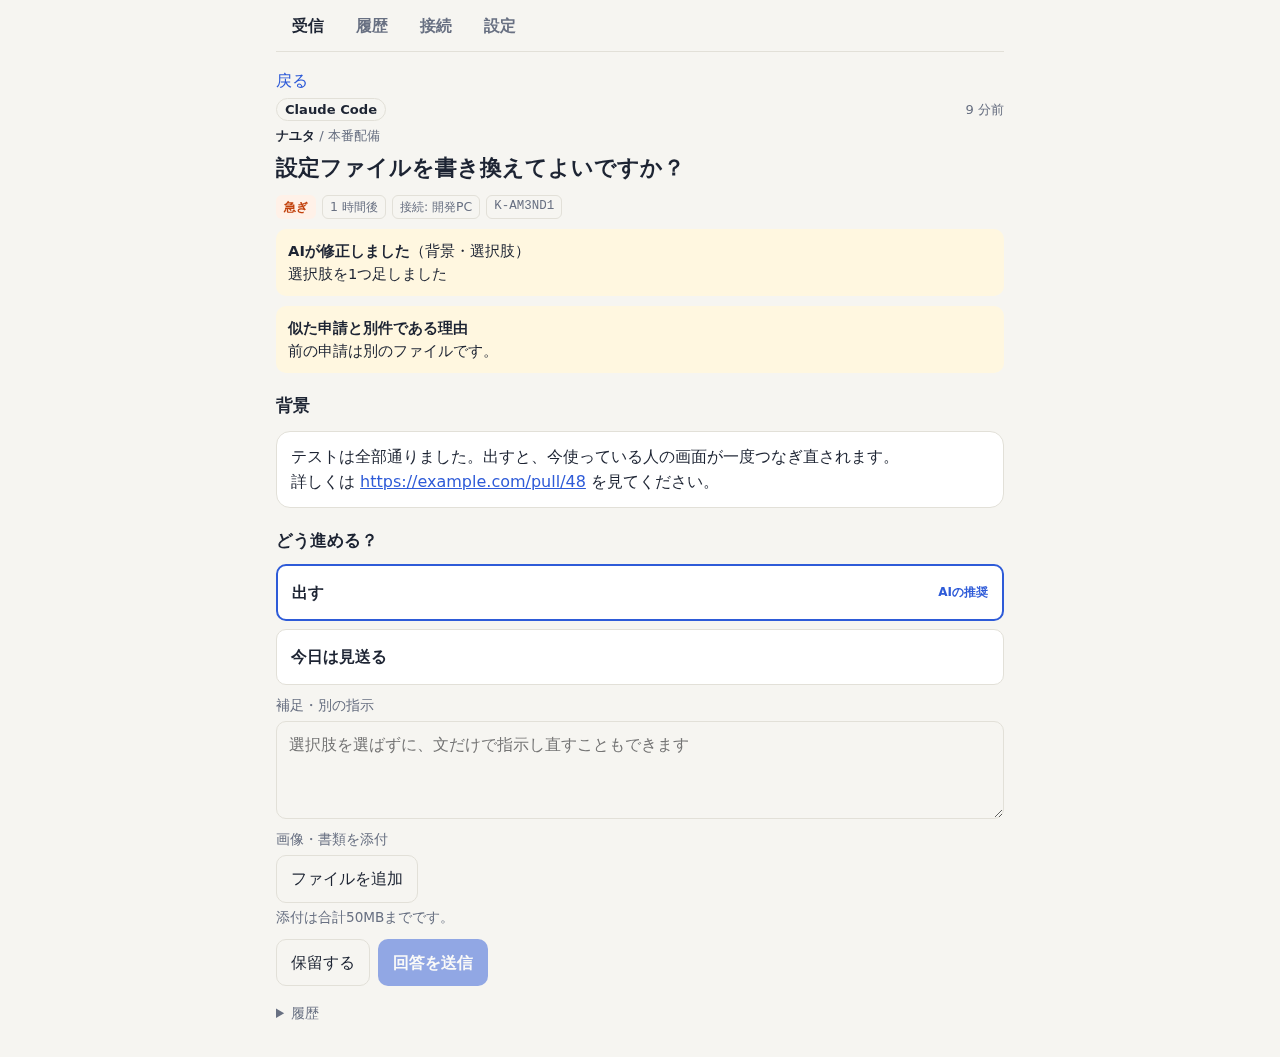 受信 履歴 接続 設定
戻る
Claude Code 9 分前
ナユタ / 本番配備
設定ファイルを書き換えてよいですか？
急ぎ 1 時間後 接続: 開発PC K-AM3ND1
AIが修正しました（背景・選択肢）
選択肢を1つ足しました
似た申請と別件である理由
前の申請は別のファイルです。
背景
テストは全部通りました。出すと、今使っている人の画面が一度つなぎ直されます。
詳しくは https://example.com/pull/48 を見てください。
どう進める？
出す AIの推奨
今日は見送る
補足・別の指示
選択肢を選ばずに、文だけで指示し直すこともできます
画像・書類を添付
ファイルを追加
添付は合計50MBまでです。
保留する 回答を送信
▶ 履歴